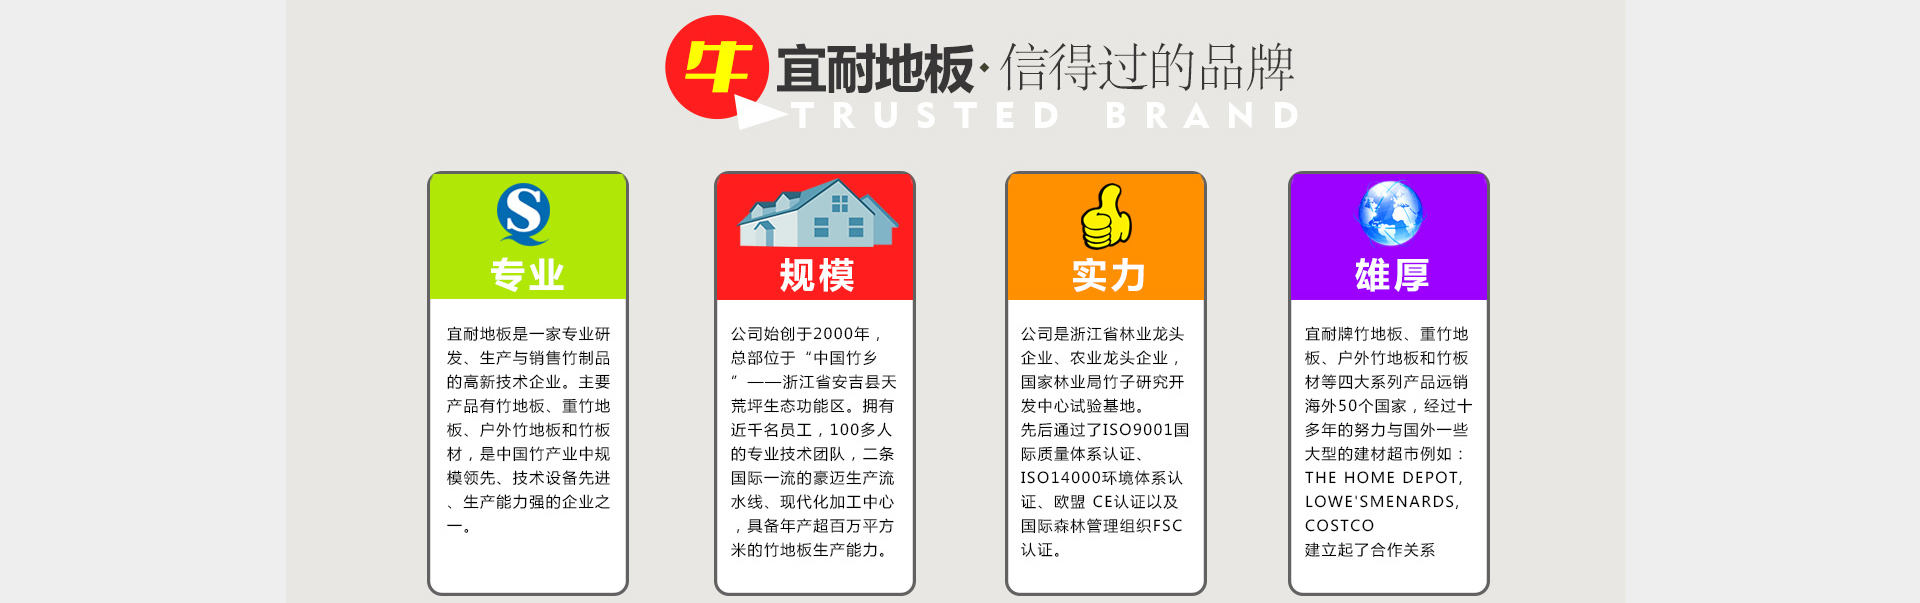 牛
宜耐地板·信得过的品牌
TRUSTED BRAND
S
专业
宜耐地板是一家专业研
发、生产与销售竹制品
的高新技术企业。主要
产品有竹地板、重竹地
板、户外竹地板和竹板
材，是中国竹产业中规
模领先、技术设备先进
、生产能力强的企业之
一。
规模
公司始创于2000年，
总部位于“中国竹乡
”——浙江省安吉县天
荒坪生态功能区。拥有
近千名员工，100多人
的专业技术团队，二条
国际一流的豪迈生产流
水线、现代化加工中心
，具备年产超百万平方
米的竹地板生产能力。
实力
公司是浙江省林业龙头
企业、农业龙头企业，
国家林业局竹子研究开
发中心试验基地。
先后通过了ISO9001国
际质量体系认证、
ISO14000环境体系认
证、欧盟 CE认证以及
国际森林管理组织FSC
认证。
雄厚
宜耐牌竹地板、重竹地
板、户外竹地板和竹板
材等四大系列产品远销
海外50个国家，经过十
多年的努力与国外一些
大型的建材超市例如：
THE HOME DEPOT,
LOWE'SMENARDS,
COSTCO
建立起了合作关系